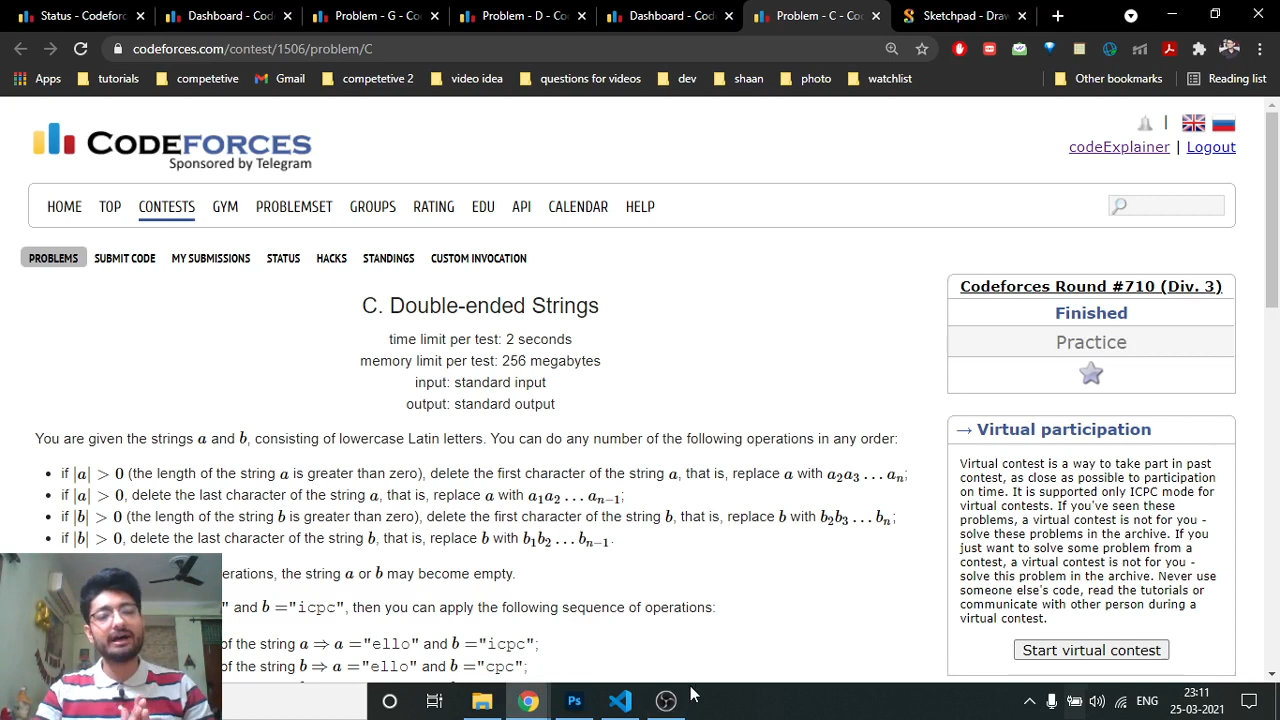 Status - Codeforc
Dashboard - Cod
Problem - G - Co
Problem - D - Co
Dashboard - Cod
Problem - C - Co
Sketchpad - Draw
codeforces.com/contest/1506/problem/C
Apps
tutorials
competetive
Gmail
competetive 2
video idea
questions for videos
dev
shaan
photo
watchlist
Other bookmarks
Reading list
CODEFORCES
Sponsored by Telegram
codeExplainer | Logout
HOME TOP CONTESTS GYM PROBLEMSET GROUPS RATING EDU API CALENDAR HELP
PROBLEMS SUBMIT CODE MY SUBMISSIONS STATUS HACKS STANDINGS CUSTOM INVOCATION
C. Double-ended Strings
time limit per test: 2 seconds
memory limit per test: 256 megabytes
input: standard input
output: standard output
You are given the strings a and b, consisting of lowercase Latin letters. You can do any number of the following operations in any order:
• if |a| > 0 (the length of the string a is greater than zero), delete the first character of the string a, that is, replace a with a₂a₃…aₙ;
• if |a| > 0, delete the last character of the string a, that is, replace a with a₁a₂…aₙ₋₁;
• if |b| > 0 (the length of the string b is greater than zero), delete the first character of the string b, that is, replace b with b₂b₃…bₙ;
• if |b| > 0, delete the last character of the string b, that is, replace b with b₁b₂…bₙ₋₁.
erations, the string a or b may become empty.
" and b ="icpc", then you can apply the following sequence of operations:
of the string a ⇒ a ="ello" and b ="icpc";
of the string b ⇒ a ="ello" and b ="cpc";
Codeforces Round #710 (Div. 3)
Finished
Practice
→ Virtual participation
Virtual contest is a way to take part in past
contest, as close as possible to participation
on time. It is supported only ICPC mode for
virtual contests. If you've seen these
problems, a virtual contest is not for you -
solve these problems in the archive. If you
just want to solve some problem from a
contest, a virtual contest is not for you -
solve this problem in the archive. Never use
someone else's code, read the tutorials or
communicate with other person during a
virtual contest.
Start virtual contest
Ps
ENG
23:11
25-03-2021